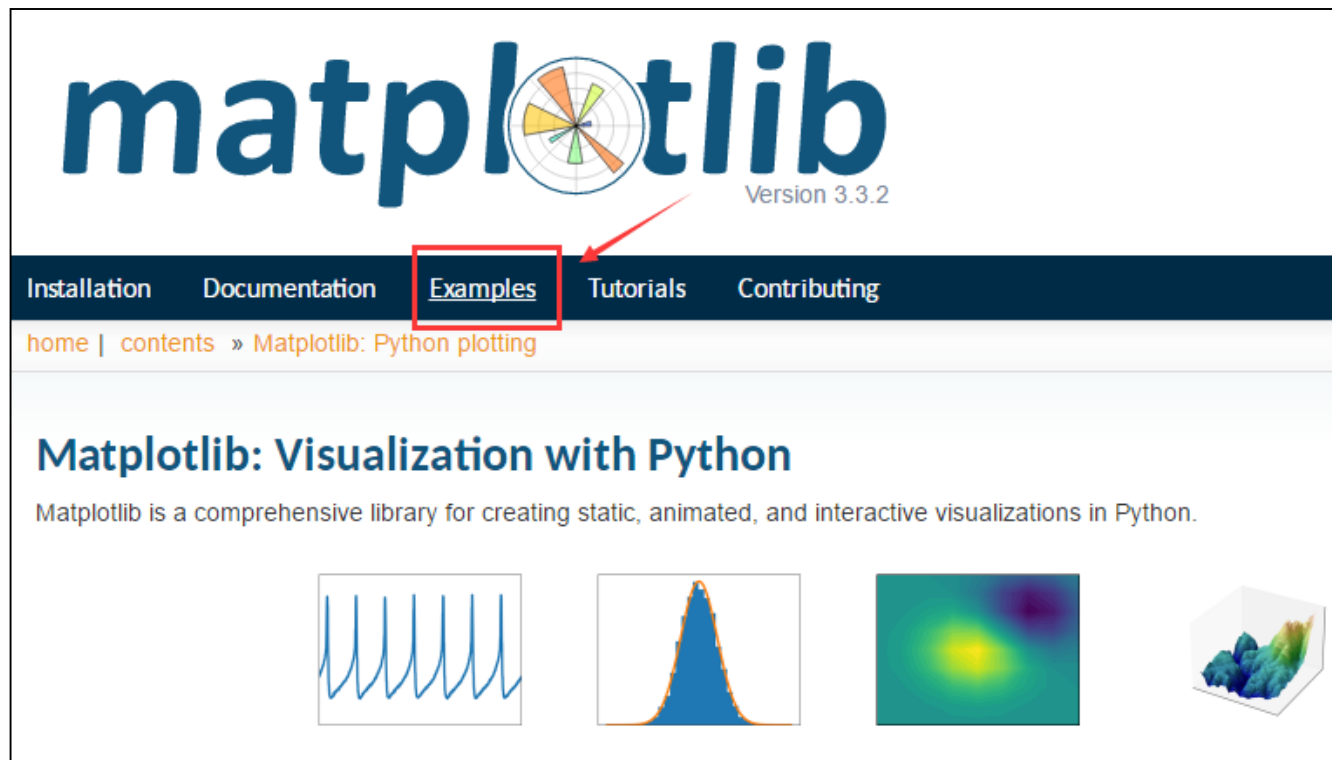 matplotlib
Version 3.3.2
Installation Documentation Examples Tutorials Contributing
home | contents » Matplotlib: Python plotting
Matplotlib: Visualization with Python
Matplotlib is a comprehensive library for creating static, animated, and interactive visualizations in Python.